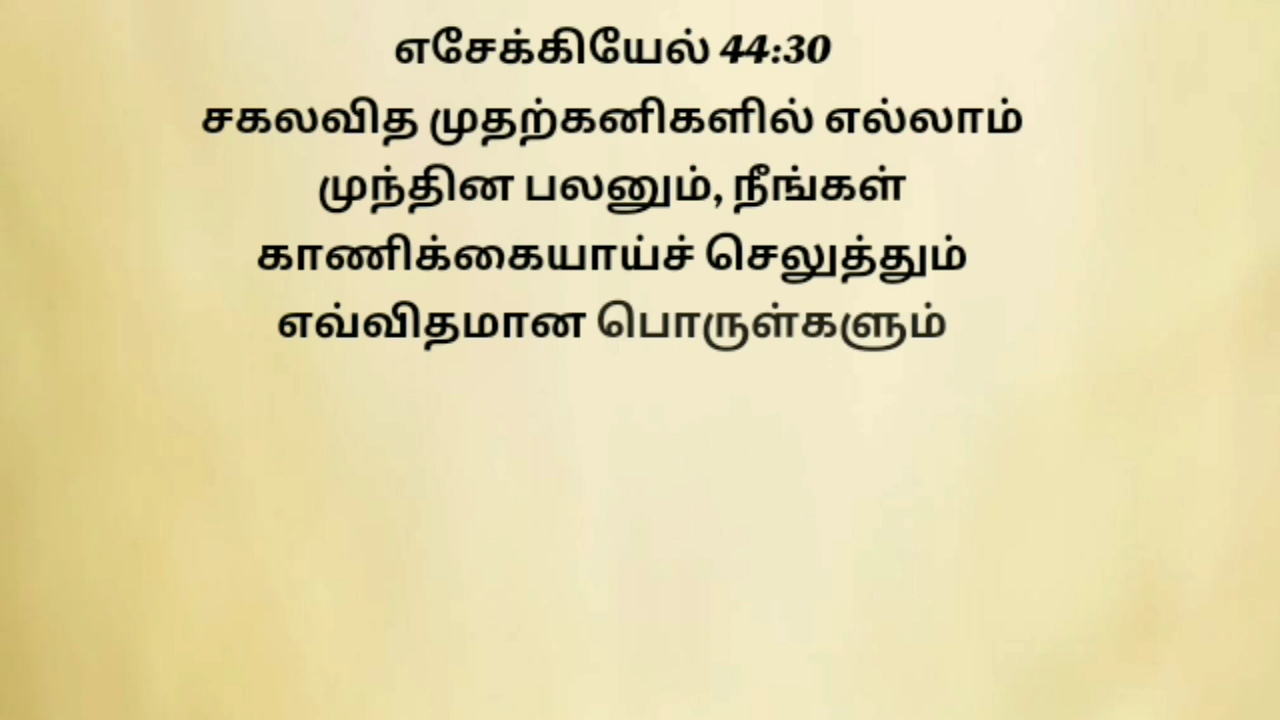 எசேக்கியேல் 44:30
சகலவித முதற்கனிகளில் எல்லாம்
முந்தின பலனும், நீங்கள்
காணிக்கையாய்ச் செலுத்தும்
எவ்விதமான பொருள்களும்